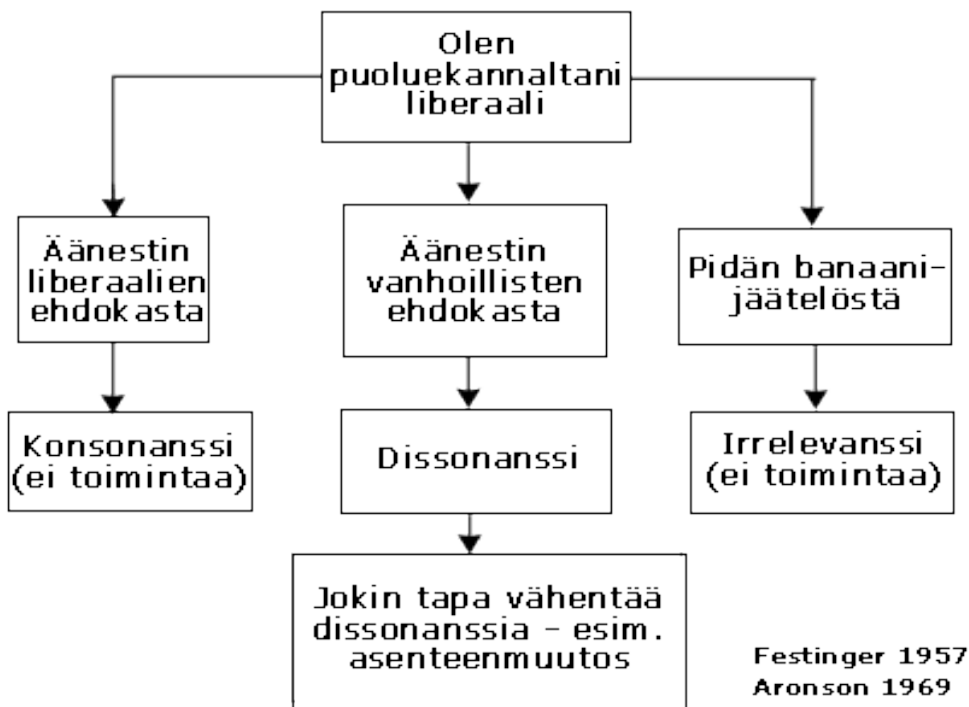 Olen
puoluekannaltani
liberaali
Äänestin
liberaalien
ehdokasta
Äänestin
vanhoillisten
ehdokasta
Pidän banaani-
jäätelöstä
Konsonanssi
(ei toimintaa)
Dissonanssi
Irrelevanssi
(ei toimintaa)
Jokin tapa vähentää
dissonanssia - esim.
asenteenmuutos
Festinger 1957
Aronson 1969